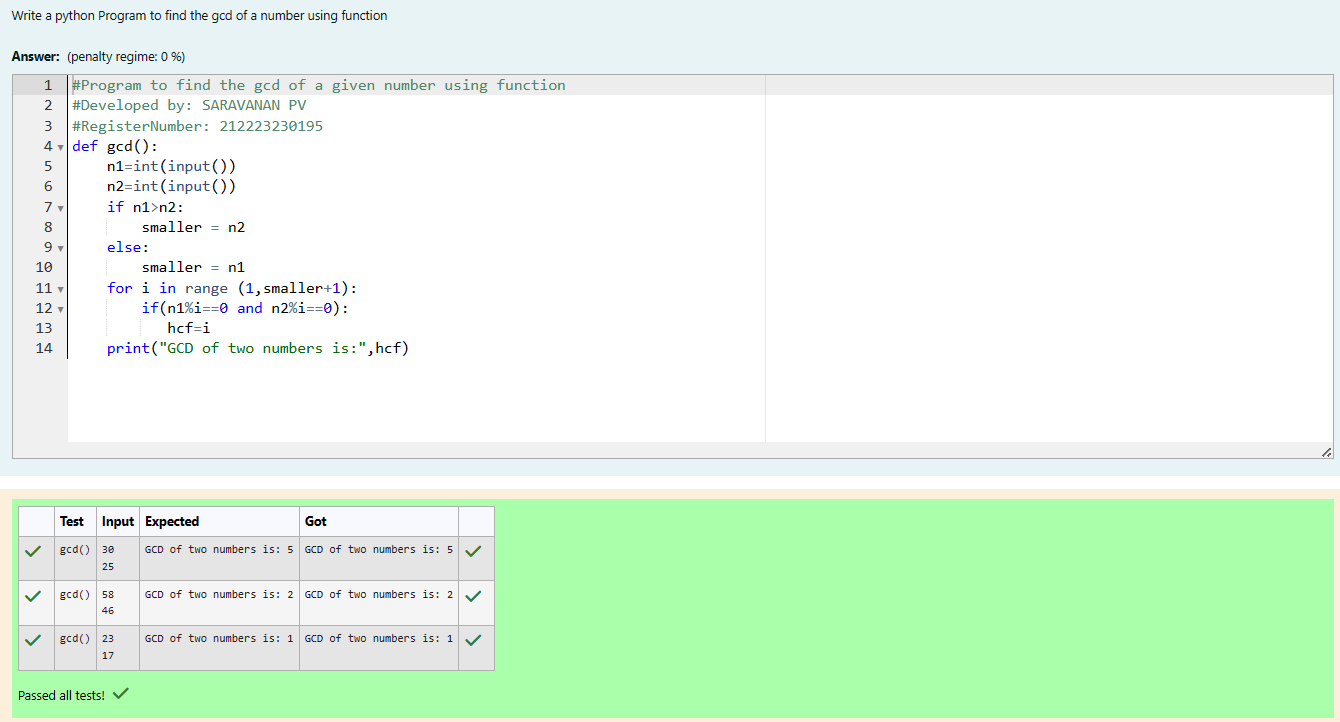 Write a python Program to find the gcd of a number using function
Answer: (penalty regime: 0 %)
1 #Program to find the gcd of a given number using function
2 #Developed by: SARAVANAN PV
3 #RegisterNumber: 212223230195
4 def gcd():
5     n1=int(input())
6     n2=int(input())
7     if n1>n2:
8         smaller = n2
9     else:
10         smaller = n1
11     for i in range (1,smaller+1):
12         if(n1%i==0 and n2%i==0):
13            hcf=i
14     print("GCD of two numbers is:",hcf)
Test Input Expected Got
gcd() 30 GCD of two numbers is: 5 GCD of two numbers is: 5
25
gcd() 58 GCD of two numbers is: 2 GCD of two numbers is: 2
46
gcd() 23 GCD of two numbers is: 1 GCD of two numbers is: 1
17
Passed all tests!